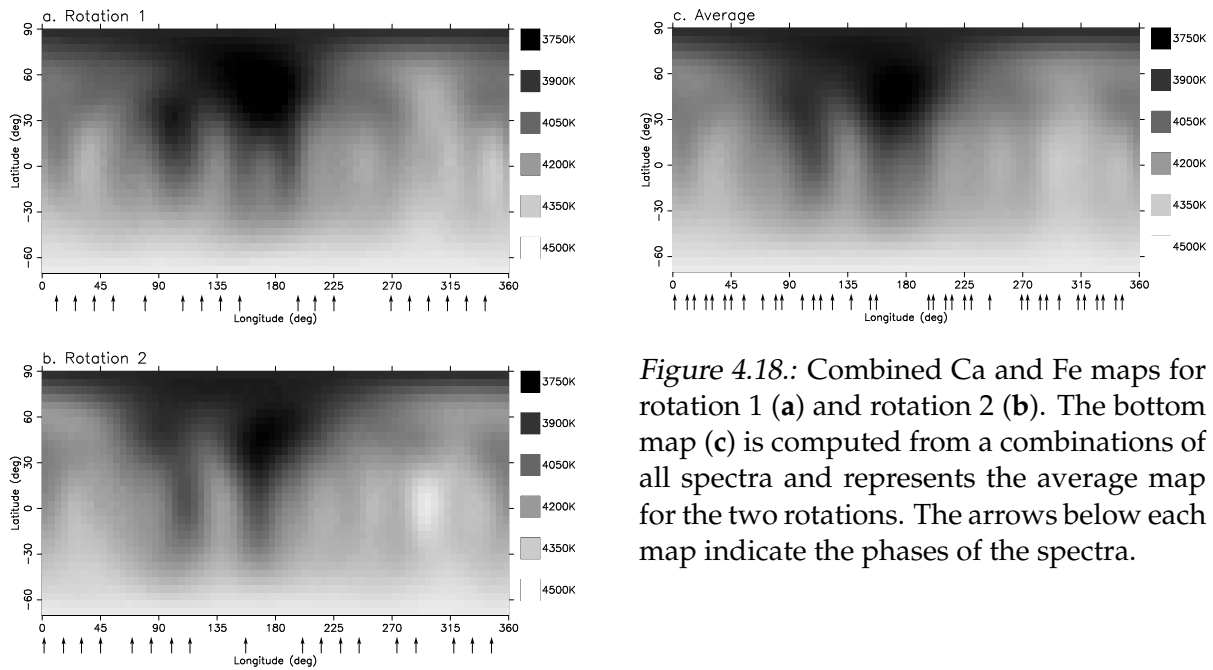 a. Rotation 1
90
60
30
0
−30
−60
Latitude (deg)
0 45 90 135 180 225 270 315 360
Longitude (deg)
3750K
3900K
4050K
4200K
4350K
4500K
b. Rotation 2
90
60
30
0
−30
−60
Latitude (deg)
0 45 90 135 180 225 270 315 360
Longitude (deg)
3750K
3900K
4050K
4200K
4350K
4500K
c. Average
90
60
30
0
−30
−60
Latitude (deg)
0 45 90 135 180 225 270 315 360
Longitude (deg)
3750K
3900K
4050K
4200K
4350K
4500K
Figure 4.18.: Combined Ca and Fe maps for
rotation 1 (a) and rotation 2 (b). The bottom
map (c) is computed from a combinations of
all spectra and represents the average map
for the two rotations. The arrows below each
map indicate the phases of the spectra.